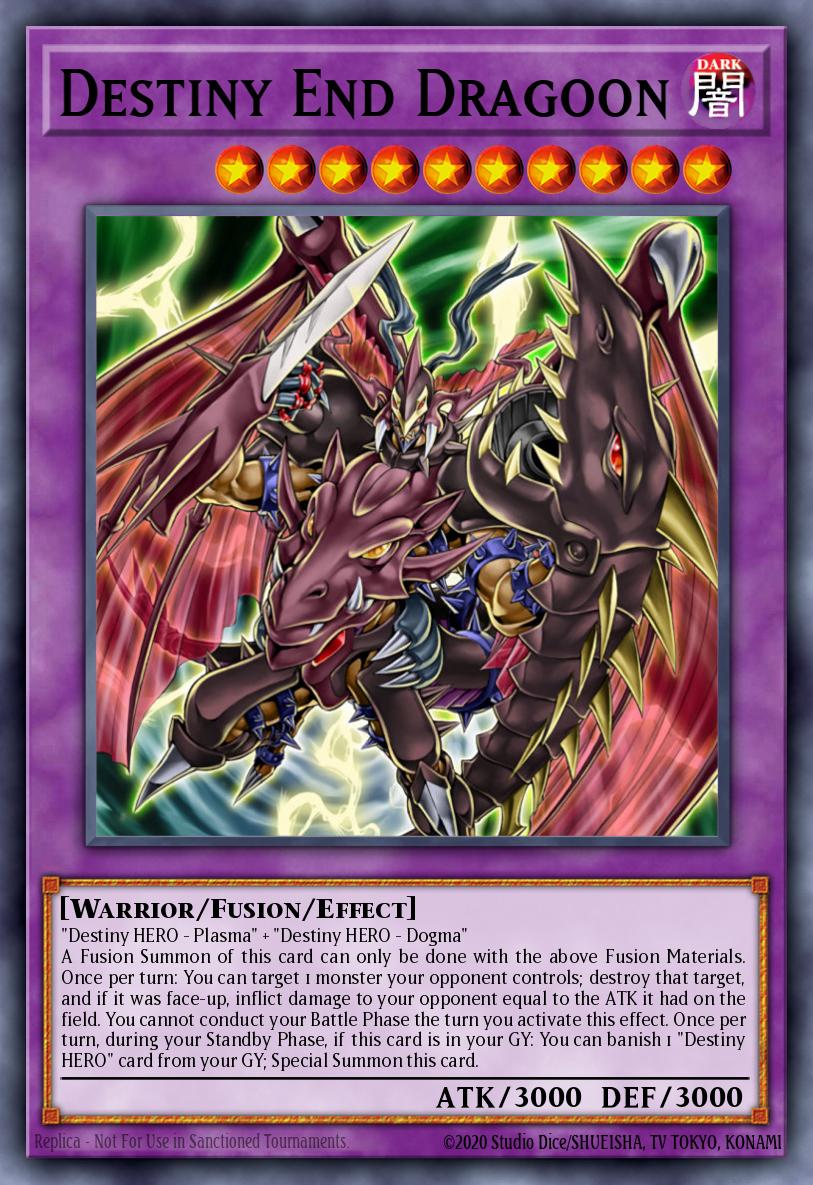 DESTINY END DRAGOON
DARK
闇
[WARRIOR/FUSION/EFFECT]
"Destiny HERO - Plasma" + "Destiny HERO - Dogma"
A Fusion Summon of this card can only be done with the above Fusion Materials.
Once per turn: You can target 1 monster your opponent controls; destroy that target,
and if it was face-up, inflict damage to your opponent equal to the ATK it had on the
field. You cannot conduct your Battle Phase the turn you activate this effect. Once per
turn, during your Standby Phase, if this card is in your GY: You can banish 1 "Destiny
HERO" card from your GY; Special Summon this card.
ATK/3000 DEF/3000
Replica - Not For Use in Sanctioned Tournaments.
©2020 Studio Dice/SHUEISHA, TV TOKYO, KONAMI